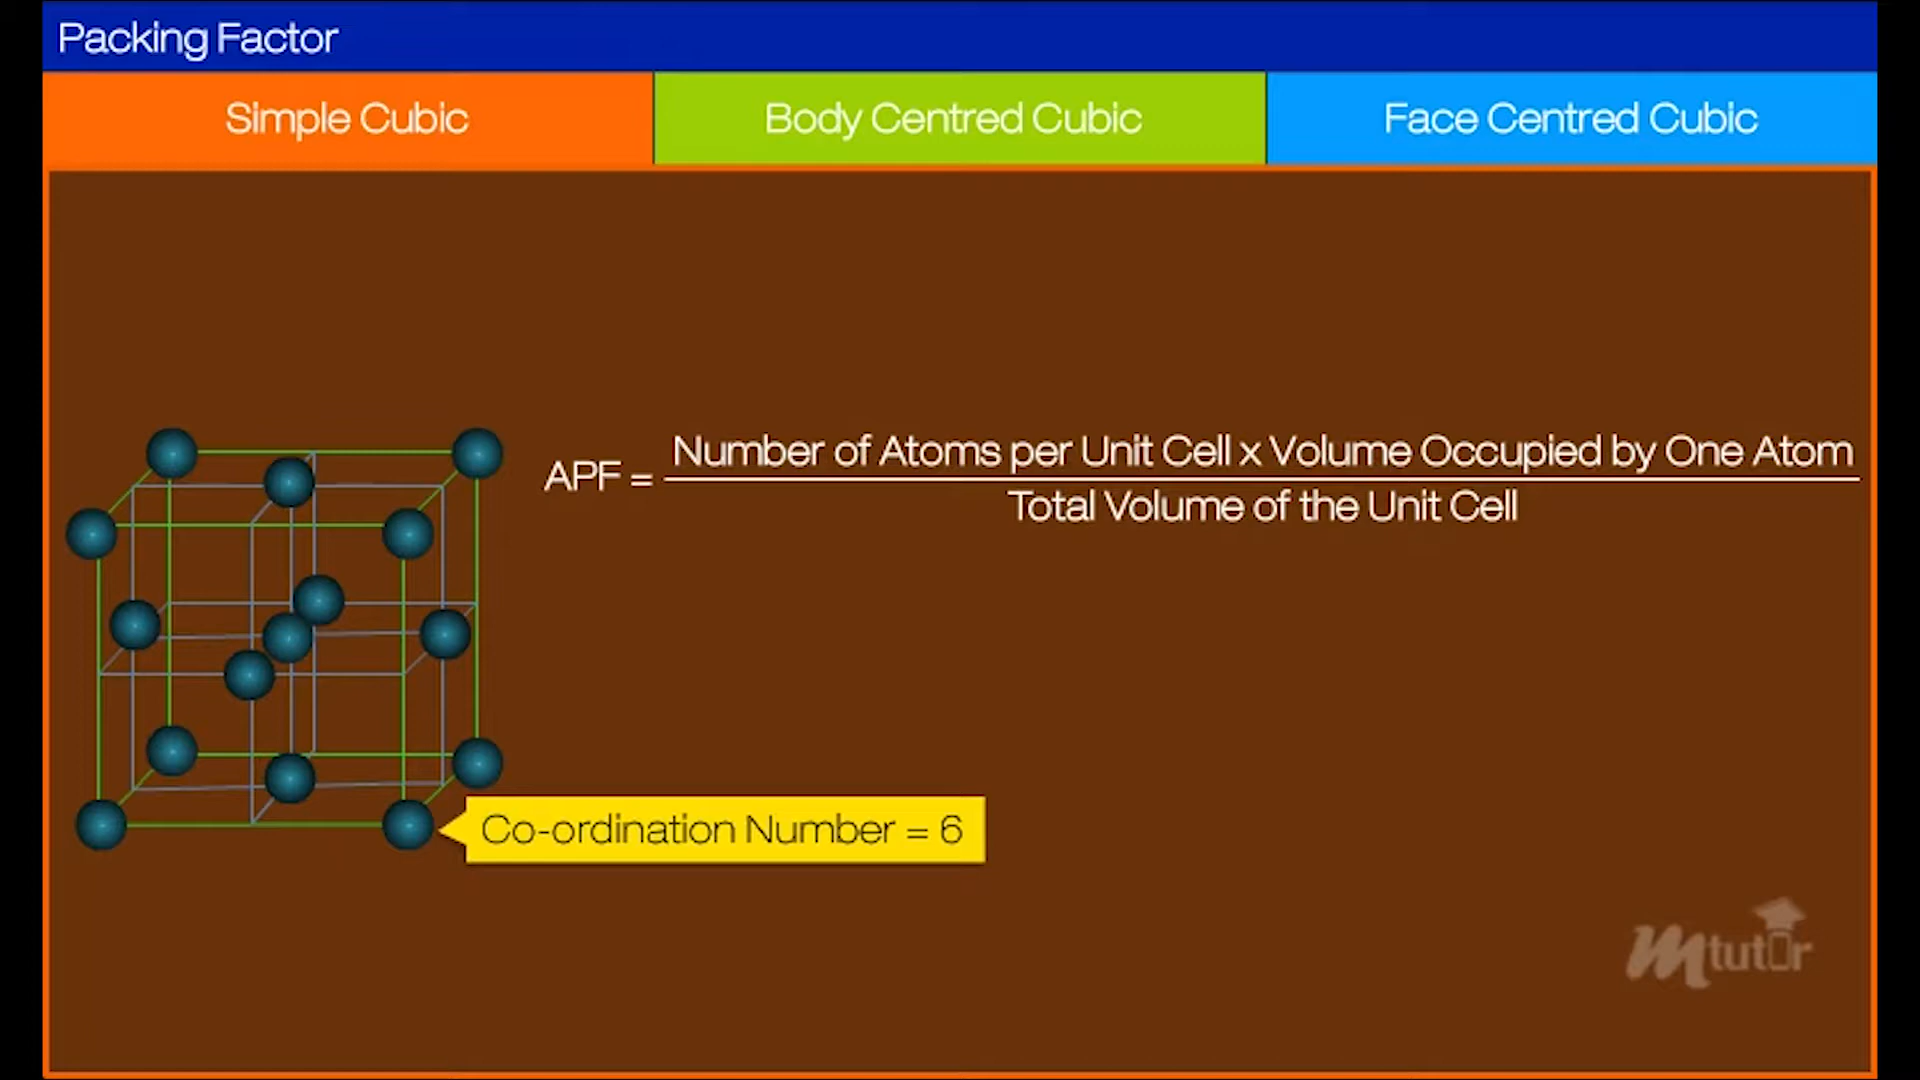 Packing Factor
Simple Cubic
Body Centred Cubic
Face Centred Cubic
APF =
Number of Atoms per Unit Cell x Volume Occupied by One Atom
Total Volume of the Unit Cell
Co-ordination Number = 6
mtutor